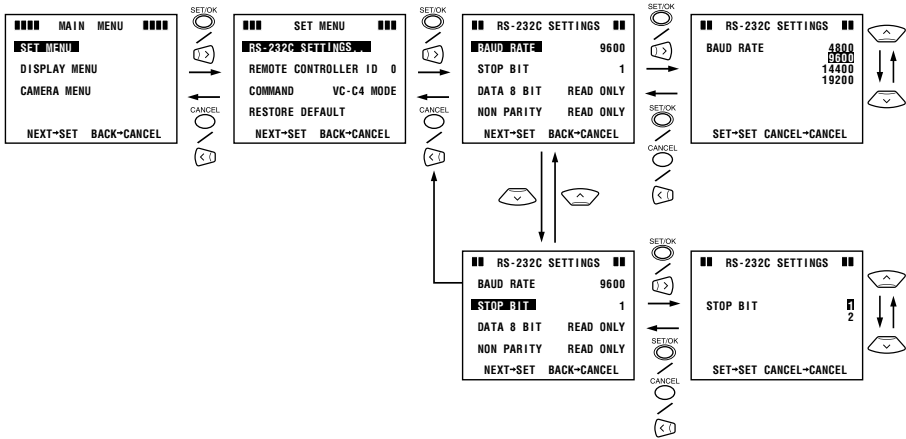 MAIN MENU
SET MENU
DISPLAY MENU
CAMERA MENU
NEXT→SET BACK→CANCEL
SET/OK
CANCEL
SET MENU
RS-232C SETTINGS..
REMOTE CONTROLLER ID 0
COMMAND VC-C4 MODE
RESTORE DEFAULT
NEXT→SET BACK→CANCEL
SET/OK
CANCEL
RS-232C SETTINGS
BAUD RATE 9600
STOP BIT 1
DATA 8 BIT READ ONLY
NON PARITY READ ONLY
NEXT→SET BACK→CANCEL
SET/OK
SET/OK
CANCEL
RS-232C SETTINGS
BAUD RATE 4800
9600
14400
19200
SET→SET CANCEL→CANCEL
RS-232C SETTINGS
BAUD RATE 9600
STOP BIT 1
DATA 8 BIT READ ONLY
NON PARITY READ ONLY
NEXT→SET BACK→CANCEL
SET/OK
SET/OK
CANCEL
RS-232C SETTINGS
STOP BIT 1
2
SET→SET CANCEL→CANCEL